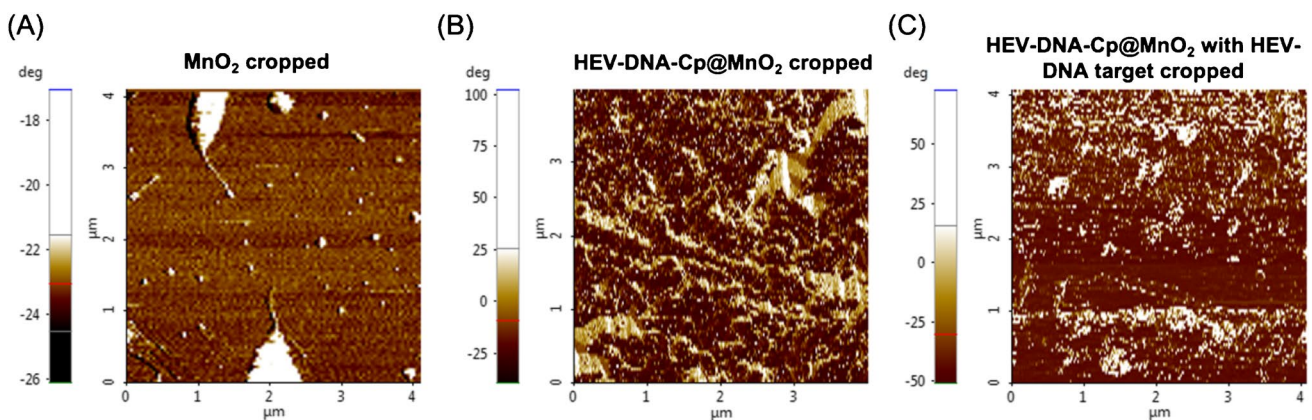 (A)
MnO₂ cropped
deg
-18
-20
-22
-24
-26
4
3
2
1
0
μm
0
1
2
3
4
μm
(B)
HEV-DNA-Cp@MnO₂ cropped
deg
100
75
50
25
0
-25
3
2
1
0
μm
0
1
2
3
μm
(C)
HEV-DNA-Cp@MnO₂ with HEV-
DNA target cropped
deg
50
25
0
-25
-50
4
3
2
1
0
μm
0
1
2
3
4
μm